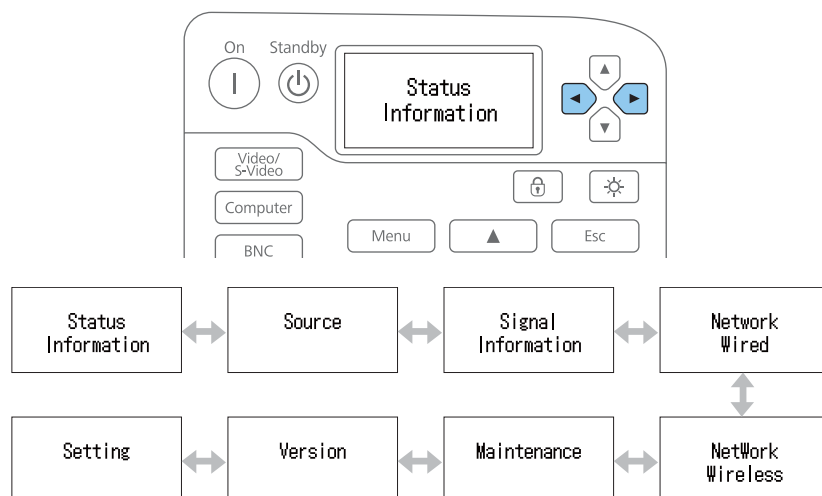 On Standby
Status
Information
Video/
S-Video
Computer
BNC
Menu
Esc
Status
Information
Source
Signal
Information
Network
Wired
Setting
Version
Maintenance
NetWork
Wireless